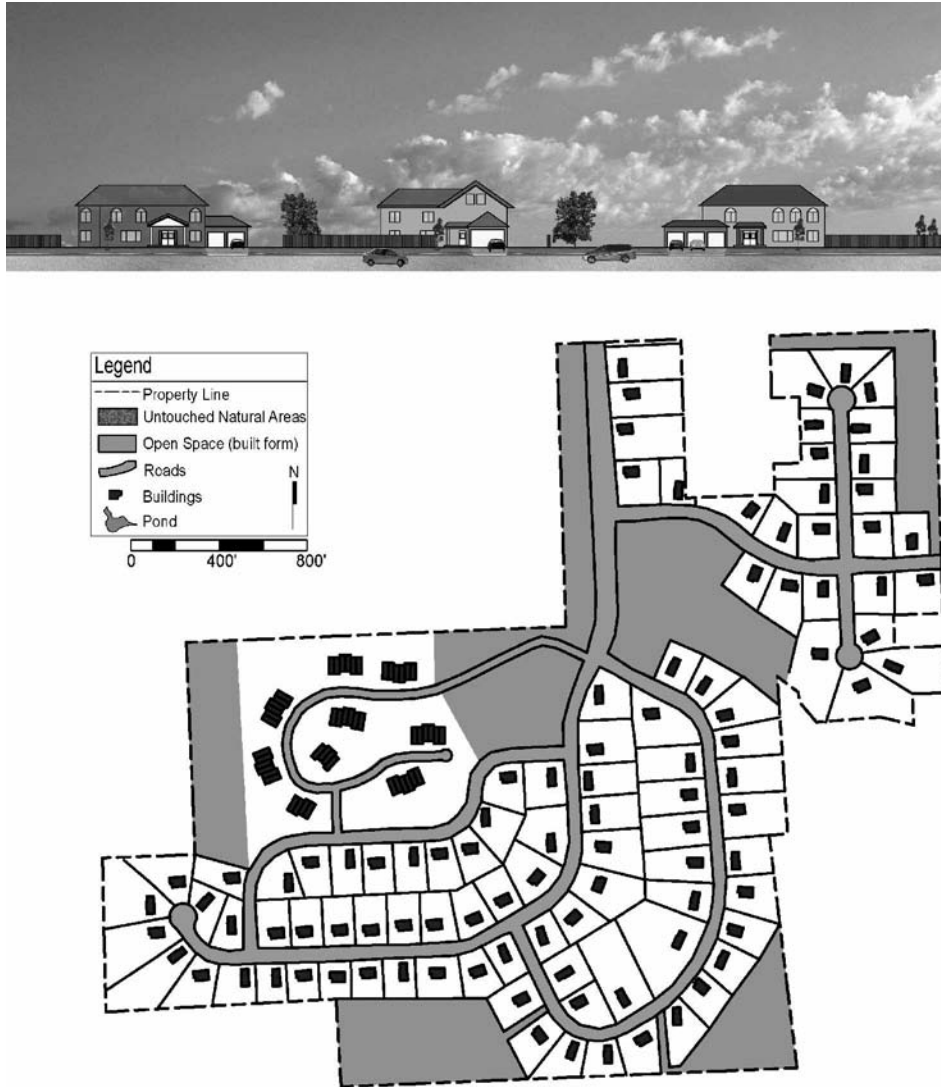 Legend
Property Line
Untouched Natural Areas
Open Space (built form)
Roads
N
Buildings
Pond
0 400' 800'